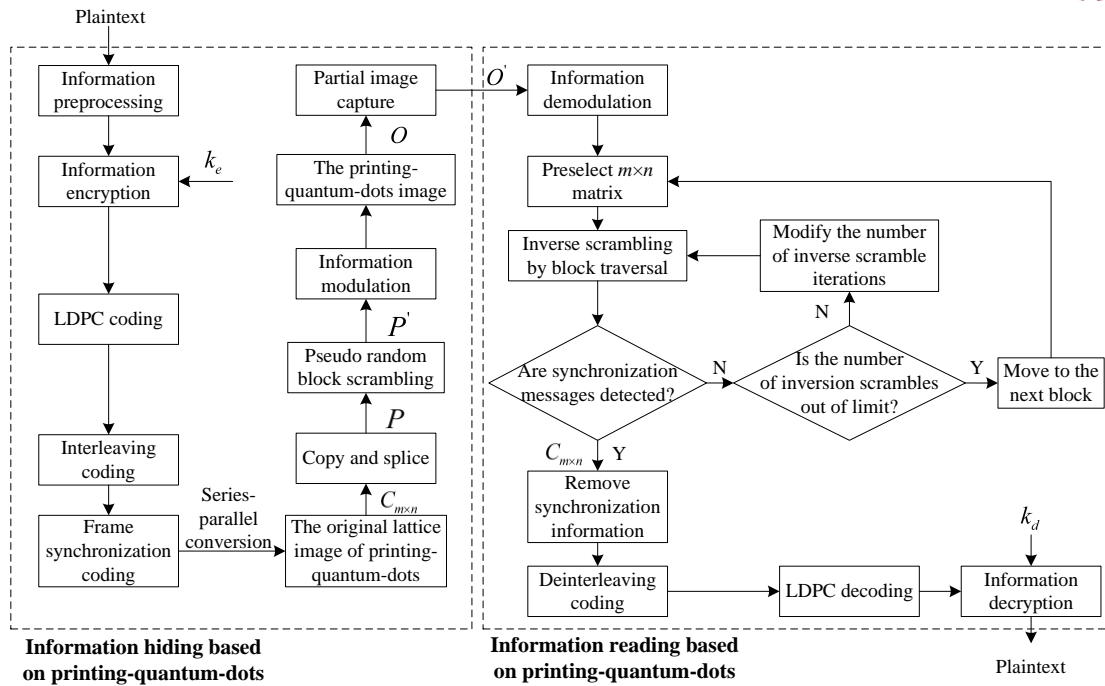 Plaintext
Information
preprocessing
Information
encryption
k_e
LDPC coding
Interleaving
coding
Frame
synchronization
coding
Series-
parallel
conversion
The original lattice
image of printing-
quantum-dots
C_{m×n}
Copy and splice
P
Pseudo random
block scrambling
P'
Information
modulation
The printing-
quantum-dots image
O
Partial image
capture
O'
Information hiding based
on printing-quantum-dots
Information
demodulation
Preselect m×n
matrix
Inverse scrambling
by block traversal
Modify the number
of inverse scramble
iterations
N
Are synchronization
messages detected?
N
Is the number
of inversion scrambles
out of limit?
Y
Move to the
next block
C_{m×n}
Y
Remove
synchronization
information
Deinterleaving
coding
LDPC decoding
k_d
Information
decryption
Plaintext
Information reading based
on printing-quantum-dots